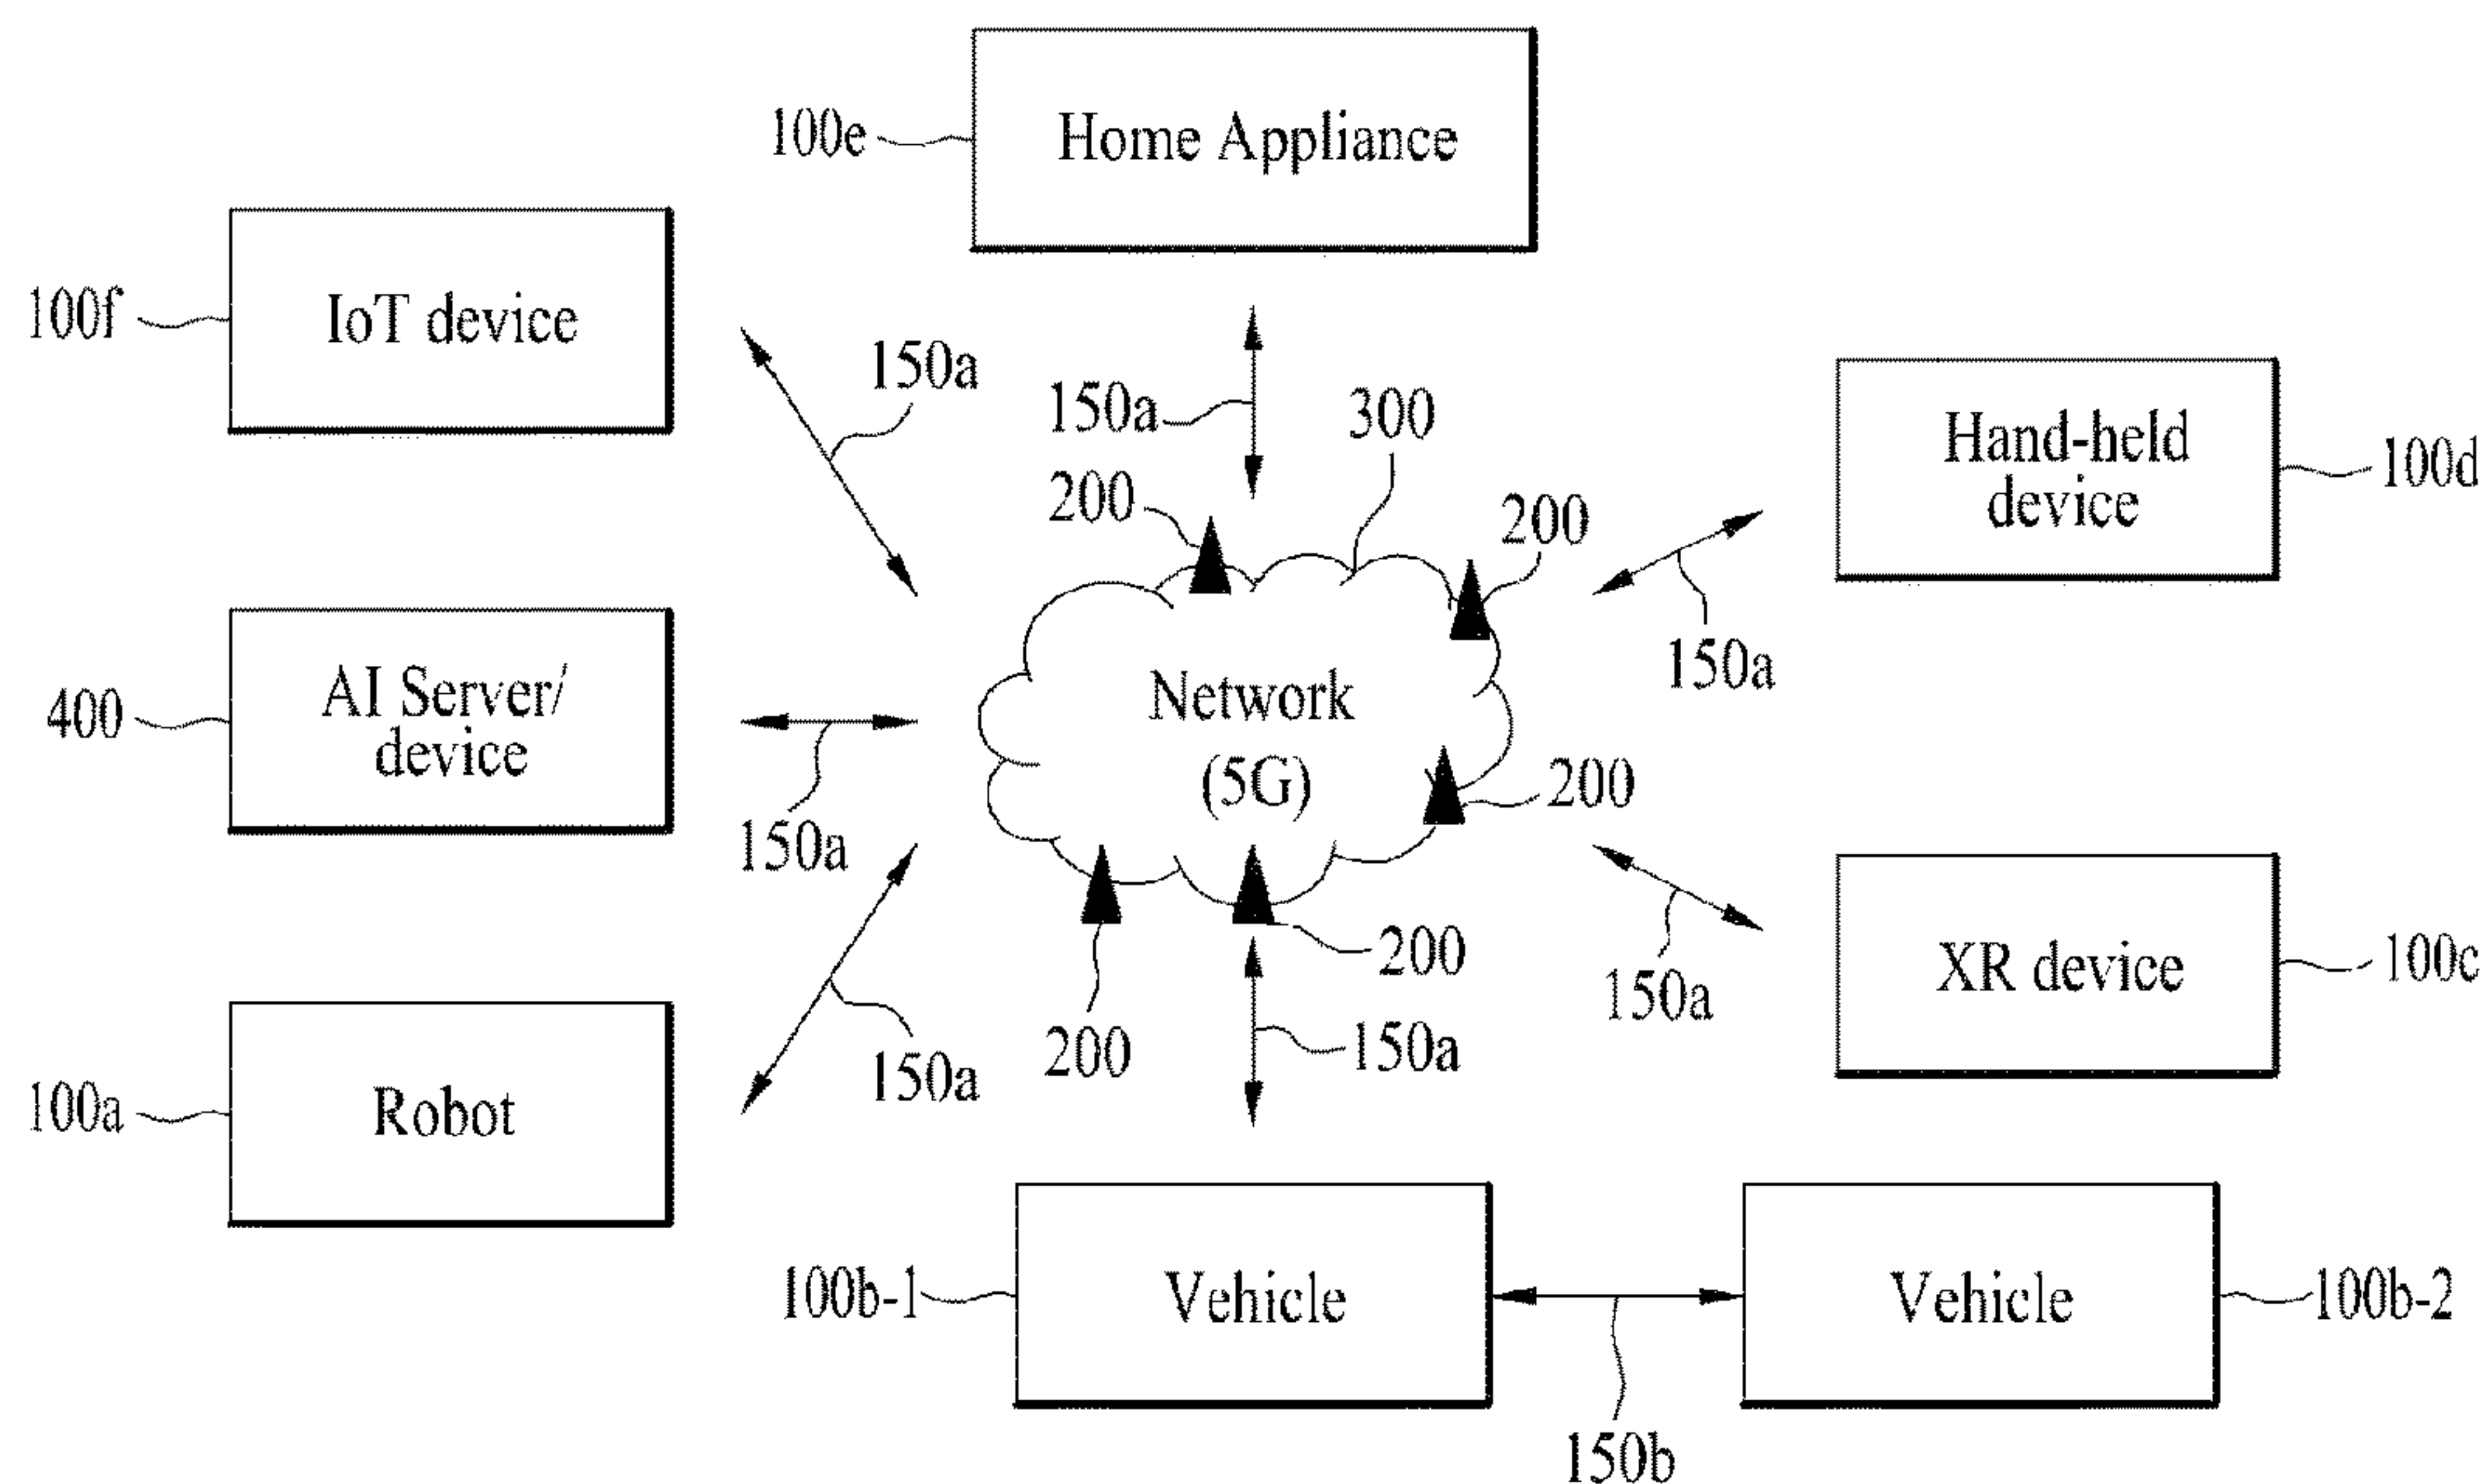 100e
Home Appliance
100f
IoT device
150a
150a
300
Hand-held
device
100d
200
200
150a
400
AI Server/
device
Network
(5G)
200
150a
150a
100a
Robot
150a
200
200
150a
XR device
100c
100b-1
Vehicle
Vehicle
100b-2
150b